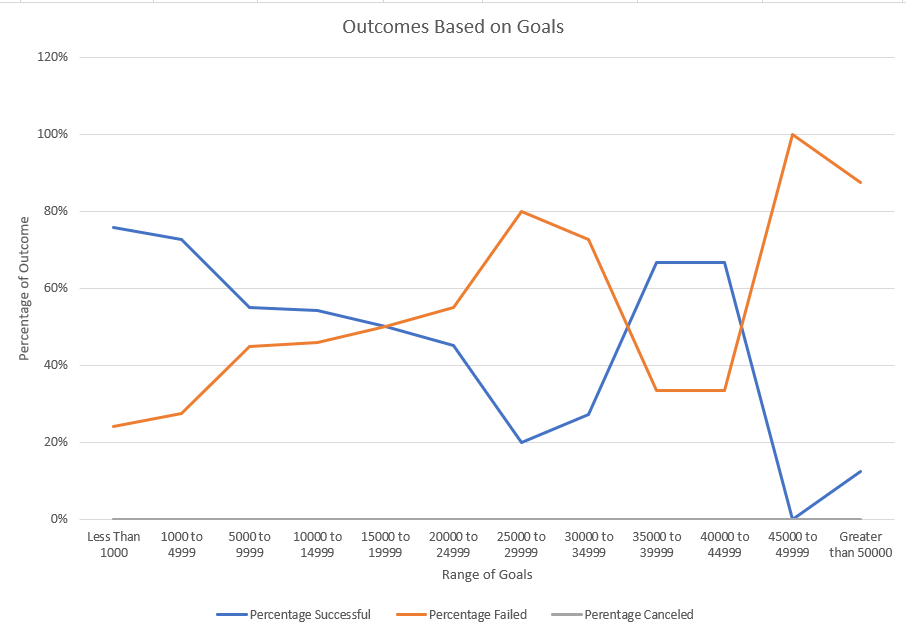 Outcomes Based on Goals
120%
100%
80%
60%
40%
20%
0%
Percentage of Outcome
Less Than
1000
1000 to
4999
5000 to
9999
10000 to
14999
15000 to
19999
20000 to
24999
25000 to
29999
30000 to
34999
35000 to
39999
40000 to
44999
45000 to
49999
Greater
than 50000
Range of Goals
Percentage Successful
Percentage Failed
Perentage Canceled